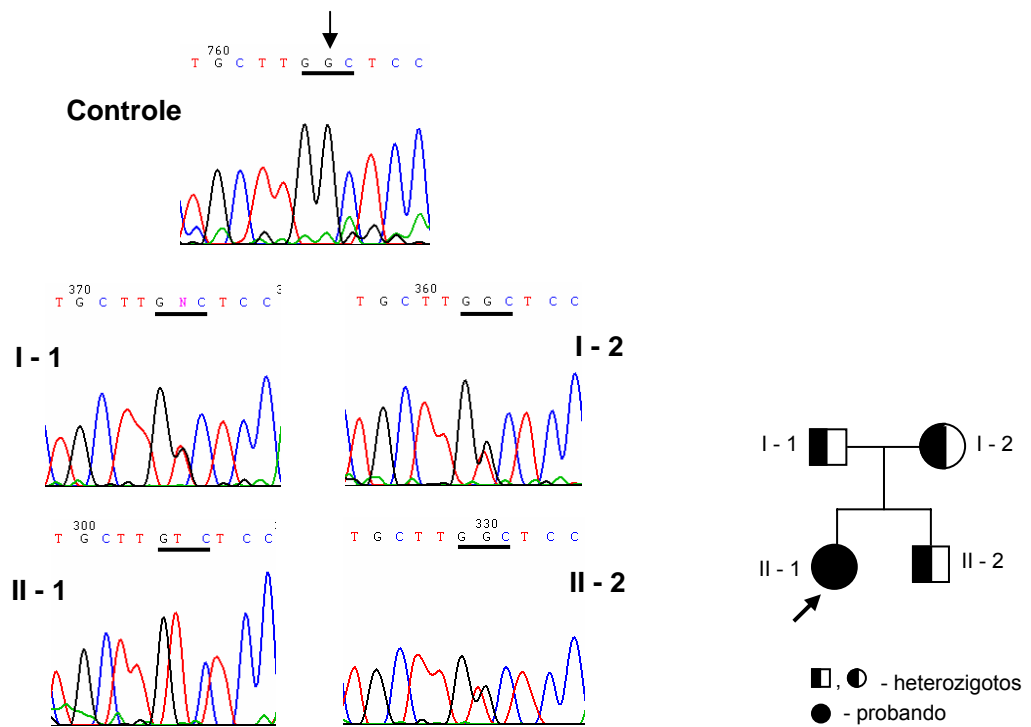 760
T G C T T G G C T C C
Controle
370
T G C T T G N C T C C
I - 1
360
T G C T T G G C T C C
I - 2
300
T G C T T G T C T C C
II - 1
330
T G C T T G G C T C C
II - 2
I - 1
I - 2
II - 1
II - 2
, - heterozigotos
- probando